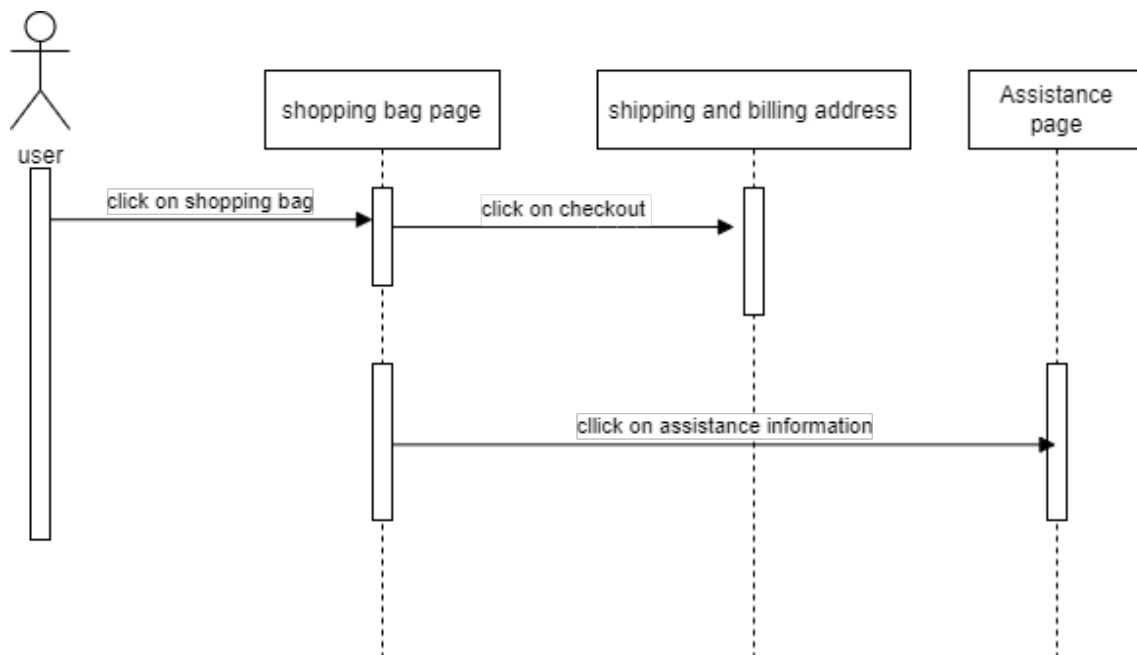 user
shopping bag page
shipping and billing address
Assistance
page
click on shopping bag
click on checkout
cllick on assistance information